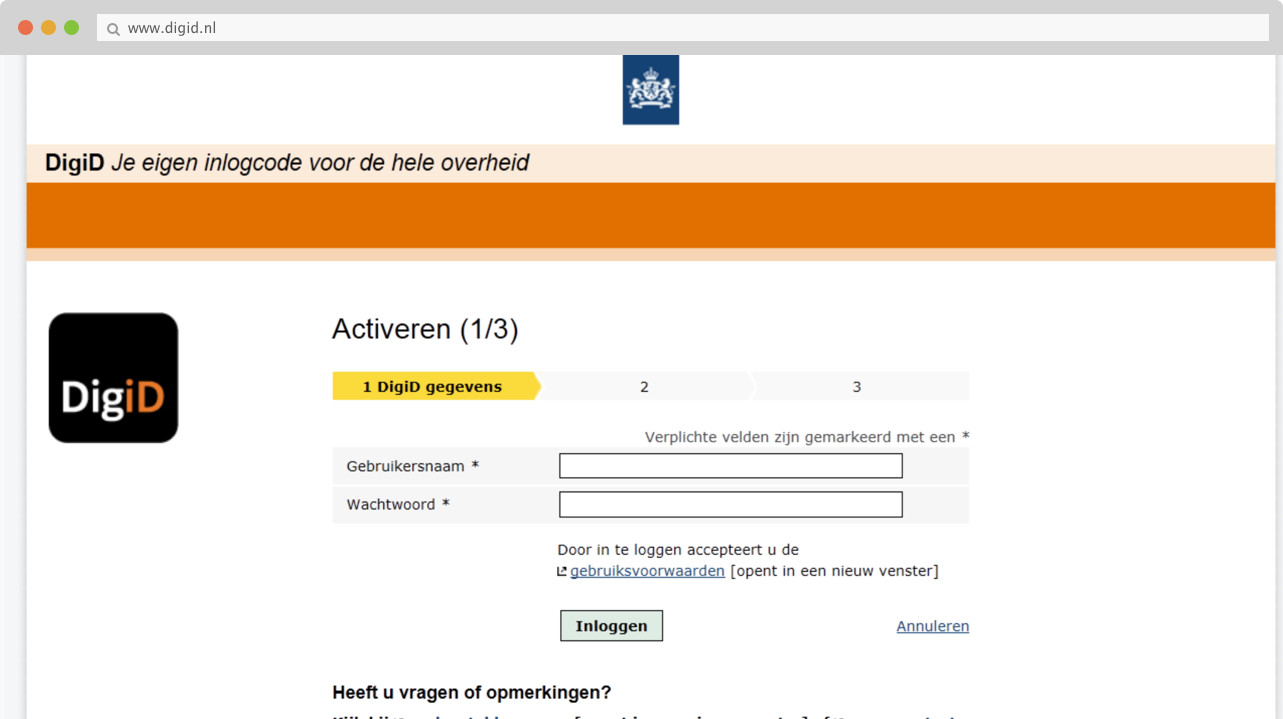 www.digid.nl
DigiD Je eigen inlogcode voor de hele overheid
DigiD
Activeren (1/3)
1 DigiD gegevens 2 3
Verplichte velden zijn gemarkeerd met een *
Gebruikersnaam *
Wachtwoord *
Door in te loggen accepteert u de
gebruiksvoorwaarden [opent in een nieuw venster]
Inloggen Annuleren
Heeft u vragen of opmerkingen?